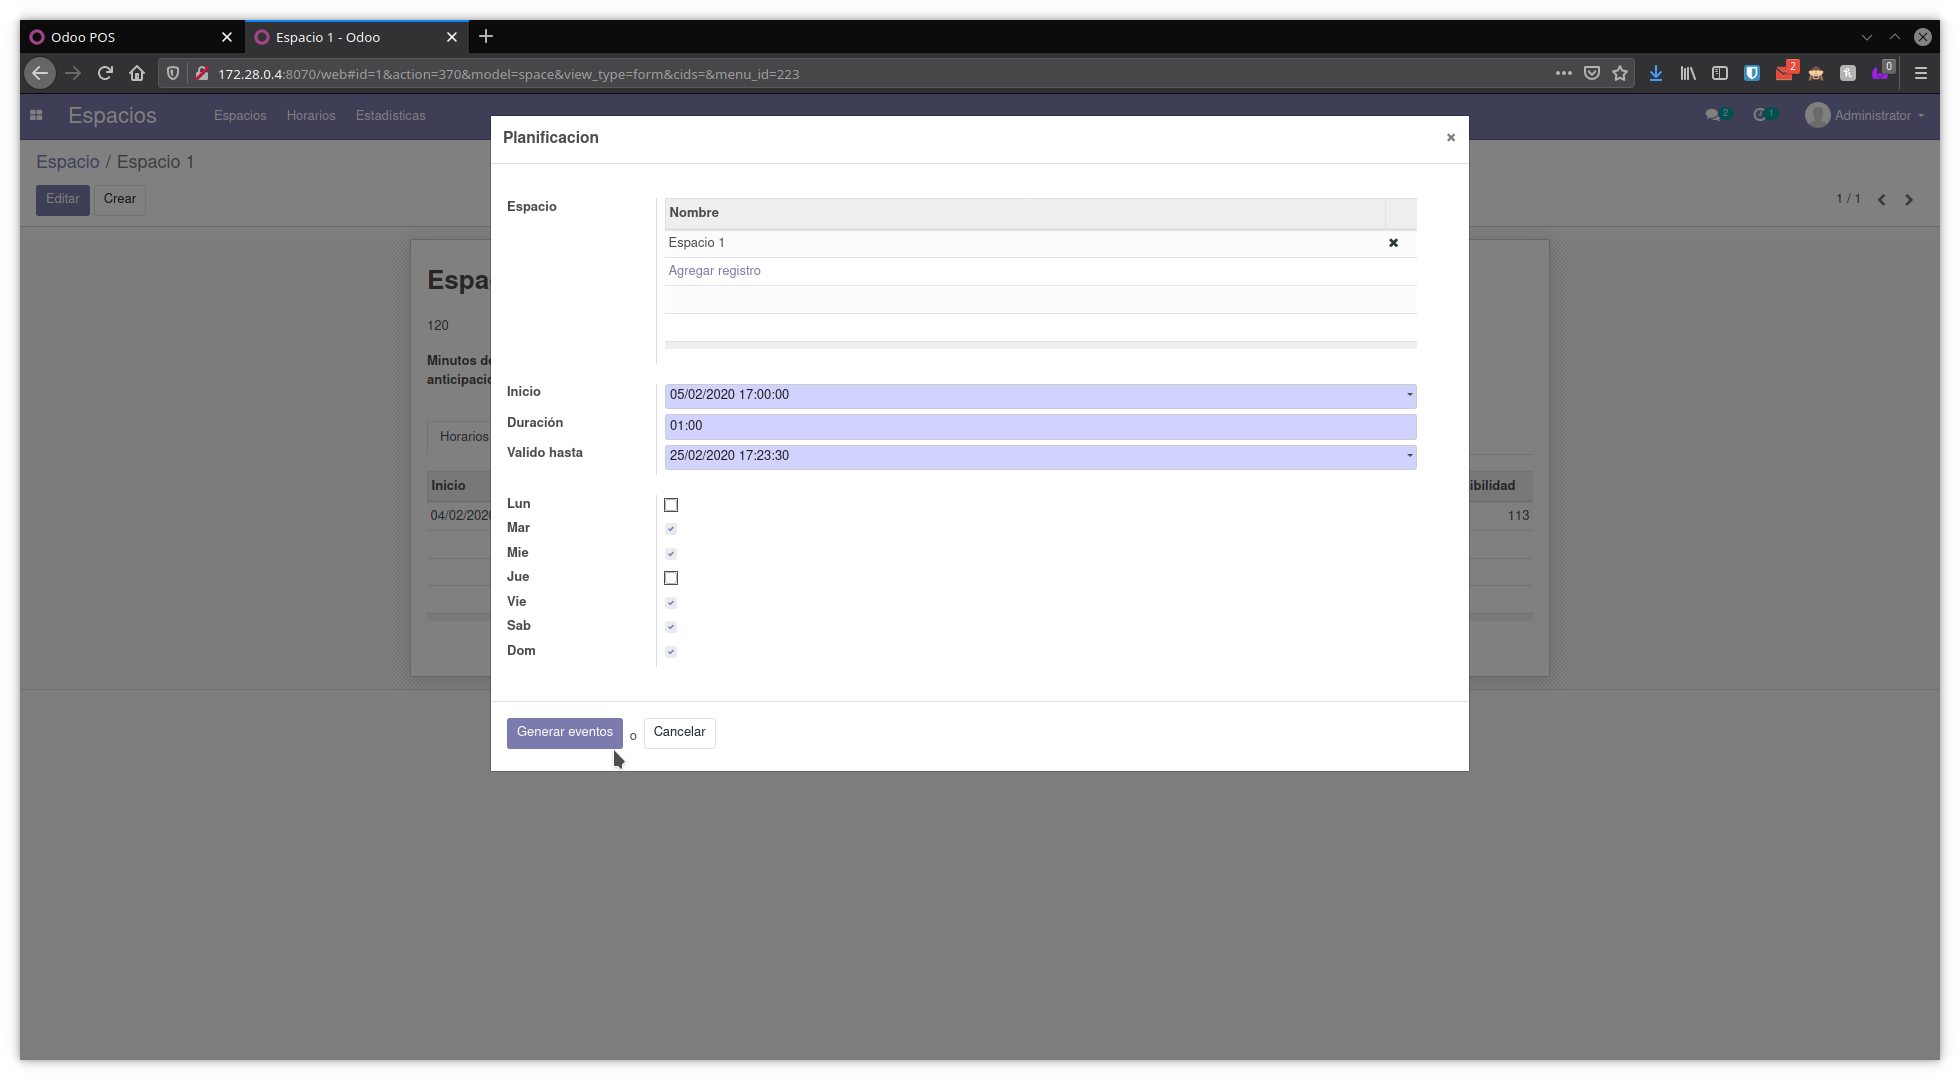 Odoo POS
Espacio 1 - Odoo
172.28.0.4:8070/web#id=1&action=370&model=space&view_type=form&cids=&menu_id=223
2
0
Espacios
Espacios Horarios Estadísticas
2
1
Administrator
Espacio / Espacio 1
Editar Crear
1 / 1
Planificacion
Espa
120
Minutos de
anticipació
Horarios
Inicio
ibilidad
04/02/2020
113
Espacio
Nombre
Espacio 1
Agregar registro
Inicio 05/02/2020 17:00:00
Duración 01:00
Valido hasta 25/02/2020 17:23:30
Lun
Mar
Mie
Jue
Vie
Sab
Dom
Generar eventos o Cancelar